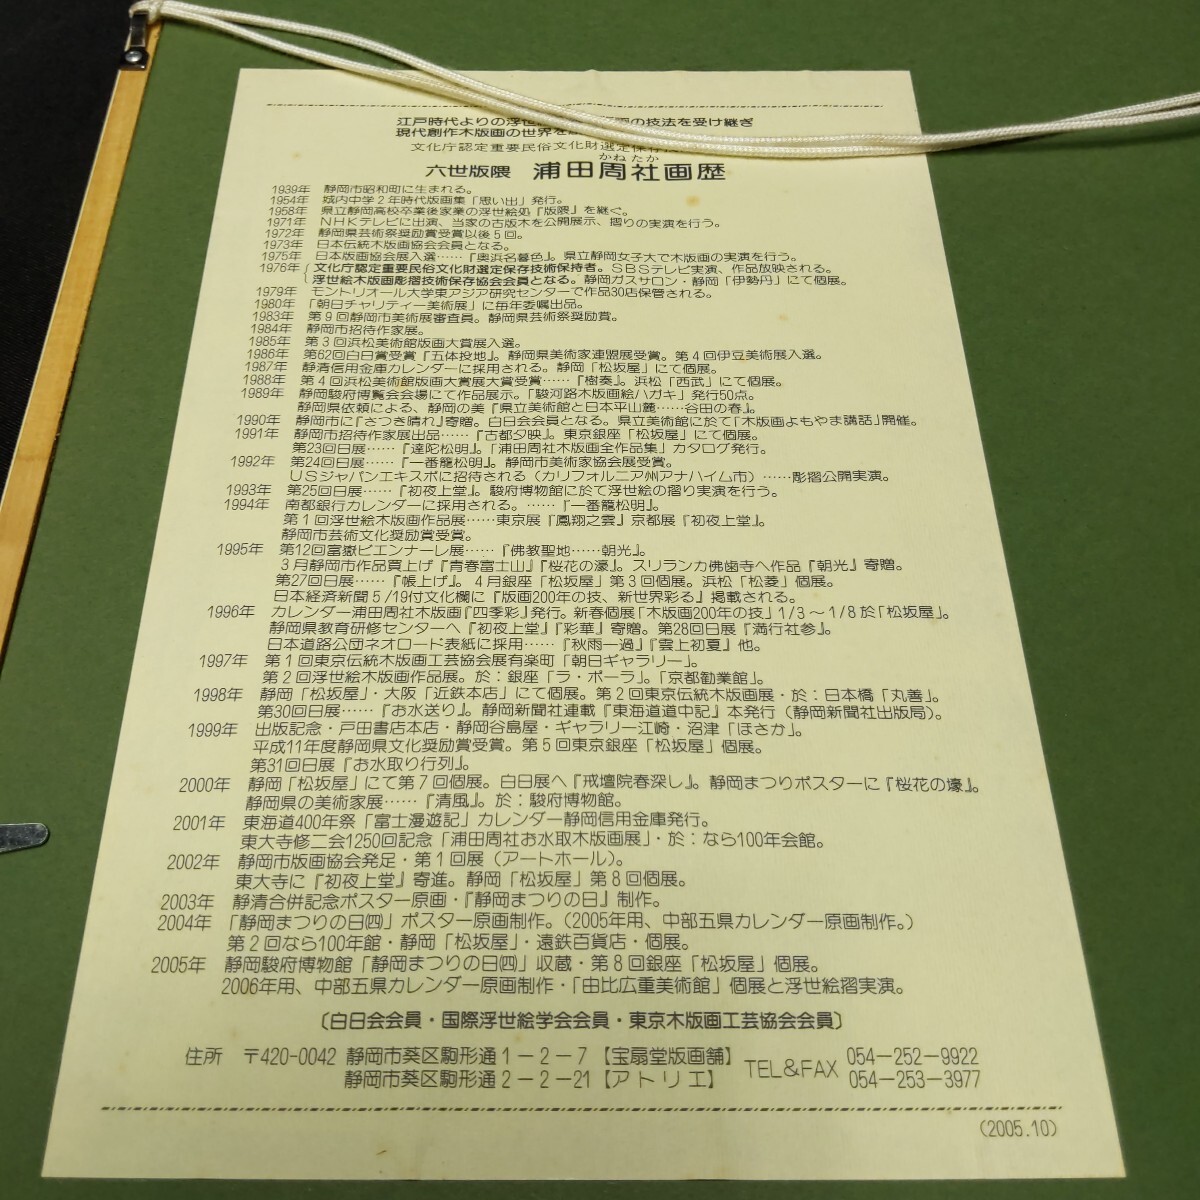 江戸時代よりの浮世 の技法を受け継ぎ
現代創作木版画の世界を
文化庁認定重要民俗文化財選定保存技
かねたか
六世版隈 浦田周社画歴
1939年 静岡市昭和町に生まれる。
1954年 城内中学2年時代版画集「思い出」発行。
1958年 県立静岡高校卒業後家業の浮世絵処『版隈』を継ぐ。
1971年 NHKテレビに出演、当家の古版木を公開展示、摺りの実演を行う。
1972年 静岡県芸術祭奨励賞受賞以後5回。
1973年 日本伝統木版画協会会員となる。
1975年 日本版画協会展入選……『奥浜名暮色』。県立静岡女子大で木版画の実演を行う。
1976年 文化庁認定重要民俗文化財選定保存技術保持者。SBSテレビ実演、作品放映される。
浮世絵木版画彫摺技術保存協会会員となる。静岡ガスサロン・静岡「伊勢丹」にて個展。
1979年 モントリオール大学東アジア研究センターで作品30店保管される。
1980年 「朝日チャリティー美術展」に毎年委嘱出品。
1983年 第9回静岡市美術展審査員。静岡県芸術祭奨励賞。
1984年 静岡市招待作家展。
1985年 第3回浜松美術館版画大賞展入選。
1986年 第62回白日賞受賞『五体投地』。静岡県美術家連盟展受賞。第4回伊豆美術展入選。
1987年 静清信用金庫カレンダーに採用される。静岡「松坂屋」にて個展。
1988年 第4回浜松美術館版画大賞展大賞受賞……『樹奏』。浜松「西武」にて個展。
1989年 静岡駿府博覧会会場にて作品展示。「駿河路木版画絵ハガキ」発行50点。
静岡県依頼による、静岡の美『県立美術館と日本平山麓……谷田の春』。
1990年 静岡市に『さつき晴れ』寄贈。白日会会員となる。県立美術館に於て「木版画よもやま講話」開催。
1991年 静岡市招待作家展出品……『古都夕映』。東京銀座「松坂屋」にて個展。
第23回日展……『達陀松明』。「浦田周社木版画全作品集」カタログ発行。
1992年 第24回日展……『一番籠松明』。静岡市美術家協会展受賞。
USジャパンエキスポに招待される(カリフォルニア州アナハイム市)……彫摺公開実演。
1993年 第25回日展……『初夜上堂』。駿府博物館に於て浮世絵の摺り実演を行う。
1994年 南都銀行カレンダーに採用される。……『一番籠松明』。
第1回浮世絵木版画作品展……東京展『鳳翔之雲』京都展『初夜上堂』。
静岡市芸術文化奨励賞受賞。
1995年 第12回富嶽ビエンナーレ展……『佛教聖地……朝光』。
3月静岡市作品買上げ『青春富士山』『桜花の濠』。スリランカ佛歯寺へ作品『朝光』寄贈。
第27回日展……『帳上げ』。4月銀座「松坂屋」第3回個展。浜松「松菱」個展。
日本経済新聞5/19付文化欄に『版画200年の技、新世界彩る』掲載される。
1996年 カレンダー浦田周社木版画『四季彩』発行。新春個展「木版画200年の技」1/3～1/8於「松坂屋」。
静岡県教育研修センターへ『初夜上堂』『彩華』寄贈。第28回日展『満行社参』。
日本道路公団ネオロード表紙に採用……『秋雨一過』『雲上初夏』他。
1997年 第1回東京伝統木版画工芸協会展有楽町「朝日ギャラリー」。
第2回浮世絵木版画作品展。於:銀座「ラ・ポーラ」。「京都勧業館」。
1998年 静岡「松坂屋」・大阪「近鉄本店」にて個展。第2回東京伝統木版画展・於:日本橋「丸善」。
第30回日展……『お水送り』。静岡新聞社連載『東海道道中記』本発行(静岡新聞社出版局)。
1999年 出版記念・戸田書店本店・静岡谷島屋・ギャラリー江崎・沼津「ほさか」。
平成11年度静岡県文化奨励賞受賞。第5回東京銀座「松坂屋」個展。
第31回日展『お水取り行列』。
2000年 静岡「松坂屋」にて第7回個展。白日展へ『戒壇院春深し』。静岡まつりポスターに『桜花の濠』。
静岡県の美術家展……『清風』。於:駿府博物館。
2001年 東海道400年祭「富士漫遊記」カレンダー静岡信用金庫発行。
東大寺修二会1250回記念「浦田周社お水取木版画展」・於:なら100年会館。
2002年 静岡市版画協会発足・第1回展(アートホール)。
東大寺に『初夜上堂』寄進。静岡「松坂屋」第8回個展。
2003年 静清合併記念ポスター原画・『静岡まつりの日』制作。
2004年 「静岡まつりの日㈣」ポスター原画制作。(2005年用、中部五県カレンダー原画制作。)
第2回なら100年館・静岡「松坂屋」・遠鉄百貨店・個展。
2005年 静岡駿府博物館「静岡まつりの日㈣」収蔵・第8回銀座「松坂屋」個展。
2006年用、中部五県カレンダー原画制作・「由比広重美術館」個展と浮世絵摺実演。
〔白日会会員・国際浮世絵学会会員・東京木版画工芸協会会員〕
住所 〒420-0042 静岡市葵区駒形通1-2-7【宝扇堂版画舗】 TEL&FAX 054-252-9922
静岡市葵区駒形通2-2-21【アトリエ】 054-253-3977
(2005.10)